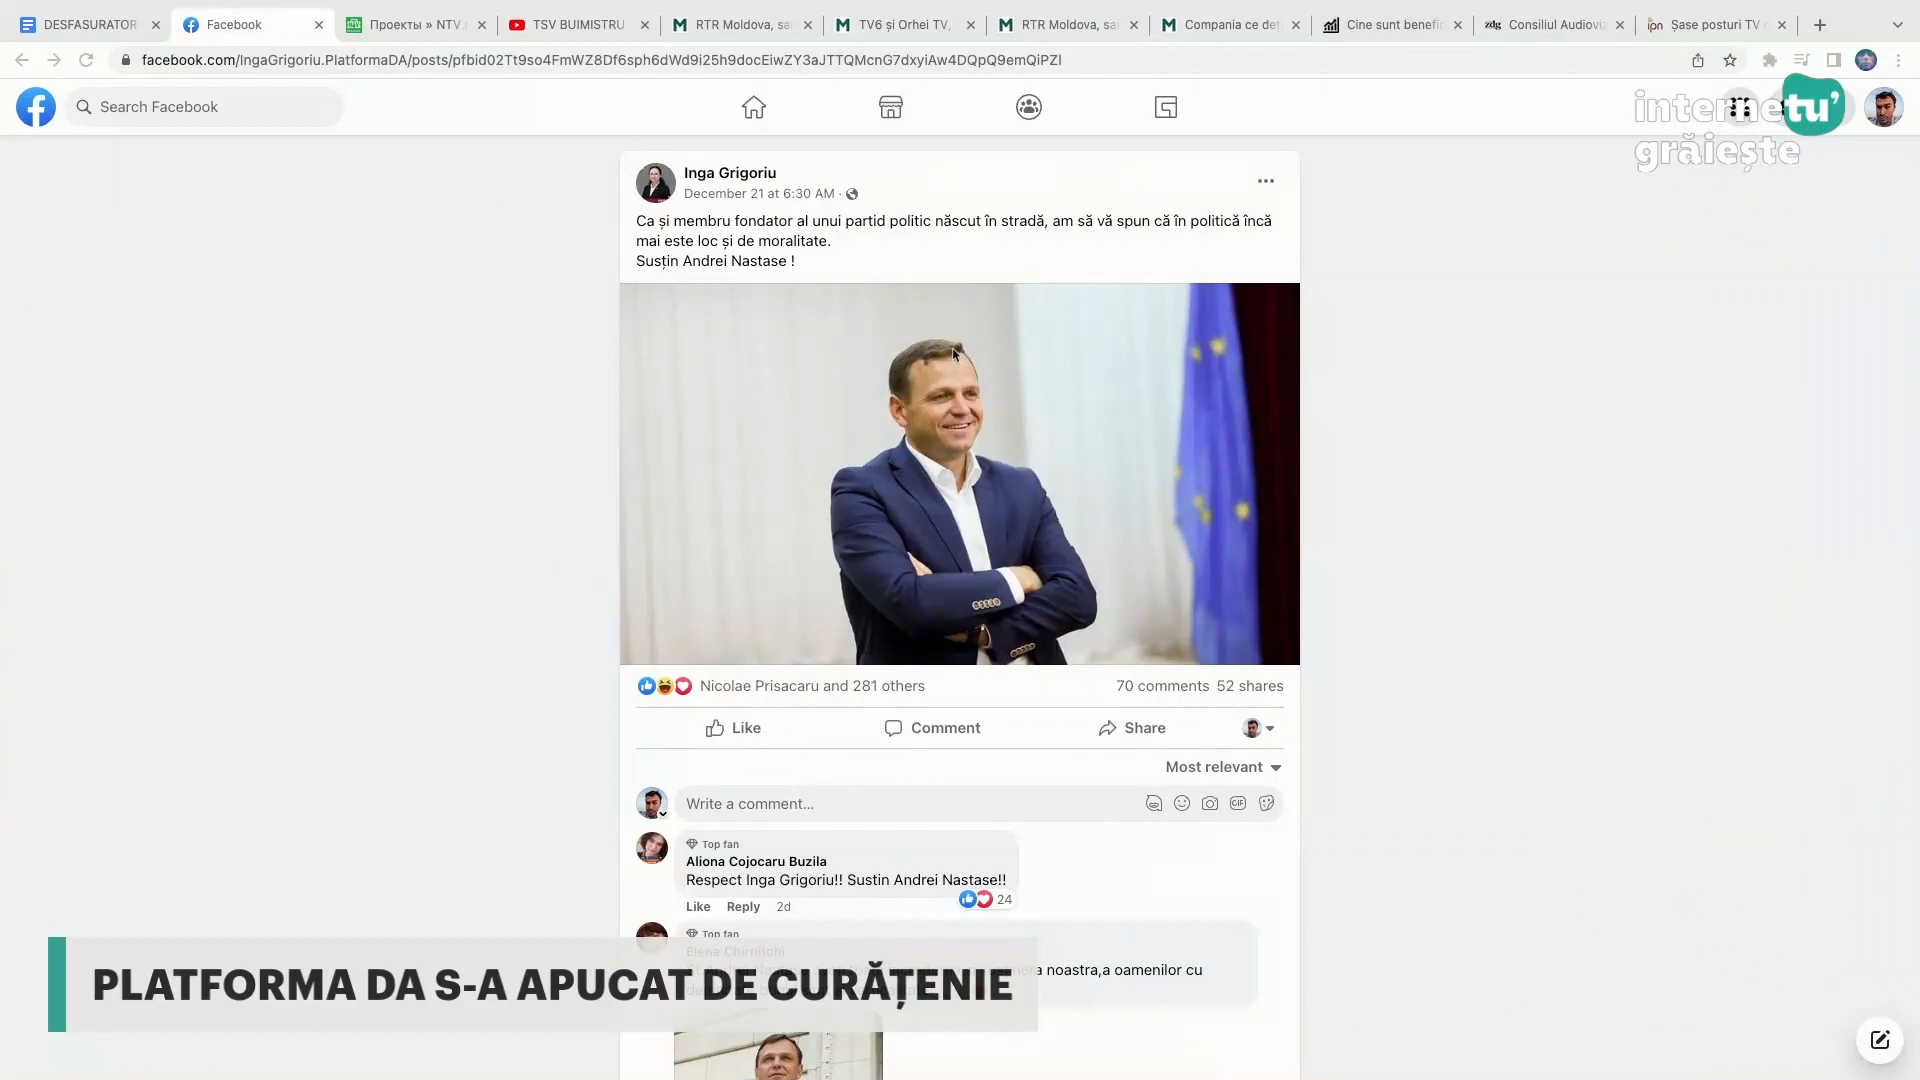 DESFASURATOR
Facebook
Проекты » NTV.
TSV BUIMISTRU
RTR Moldova, sa
TV6 și Orhei TV,
RTR Moldova, sa
Compania ce de
Cine sunt benefi
zdg Consiliul Audioviz
ipn Șase posturi TV
facebook.com/IngaGrigoriu.PlatformaDA/posts/pfbid02Tt9so4FmWZ8Df6sph6dWd9i25h9docEiwZY3aJTTQMcnG7dxyiAw4DQpQ9emQiPZl
Search Facebook
internetu'
grăiește
Inga Grigoriu
December 21 at 6:30 AM ·
Ca și membru fondator al unui partid politic născut în stradă, am să vă spun că în politică încă
mai este loc și de moralitate.
Susțin Andrei Nastase !
Nicolae Prisacaru and 281 others
70 comments 52 shares
Like
Comment
Share
Most relevant
Write a comment...
GIF
Top fan
Aliona Cojocaru Buzila
Respect Inga Grigoriu!! Sustin Andrei Nastase!!
24
Like Reply 2d
Top fan
Elena Chirnitchi
a noastra,a oamenilor cu
PLATFORMA DA S-A APUCAT DE CURĂȚENIE